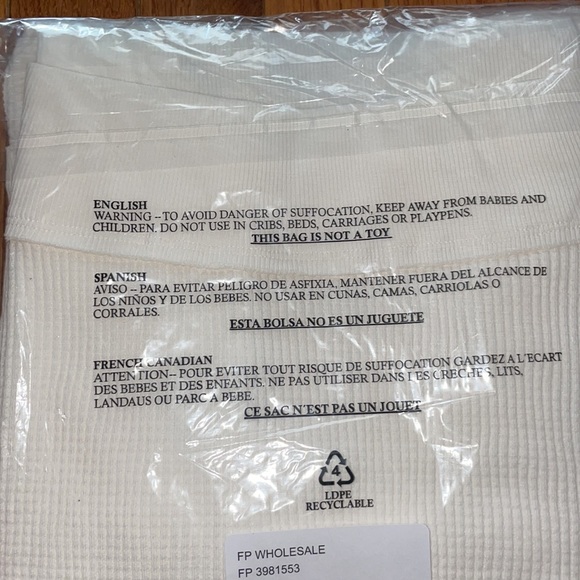 ENGLISH
WARNING -- TO AVOID DANGER OF SUFFOCATION, KEEP AWAY FROM BABIES AND
CHILDREN. DO NOT USE IN CRIBS, BEDS, CARRIAGES OR PLAYPENS.
THIS BAG IS NOT A TOY
SPANISH
AVISO -- PARA EVITAR PELIGRO DE ASFIXIA, MANTENER FUERA DEL ALCANCE DE
LOS NIÑOS Y DE LOS BEBES. NO USAR EN CUNAS, CAMAS, CARRIOLAS O
CORRALES.
ESTA BOLSA NO ES UN JUGUETE
FRENCH CANADIAN
ATTENTION-- POUR EVITER TOUT RISQUE DE SUFFOCATION GARDEZ A L'ECART
DES BEBES ET DES ENFANTS. NE PAS UTILISER DANS LES CRECHES, LITS,
LANDAUS OU PARC A BEBE.
CE SAC N'EST PAS UN JOUET
4
LDPE
RECYCLABLE
FP WHOLESALE
FP 3981553